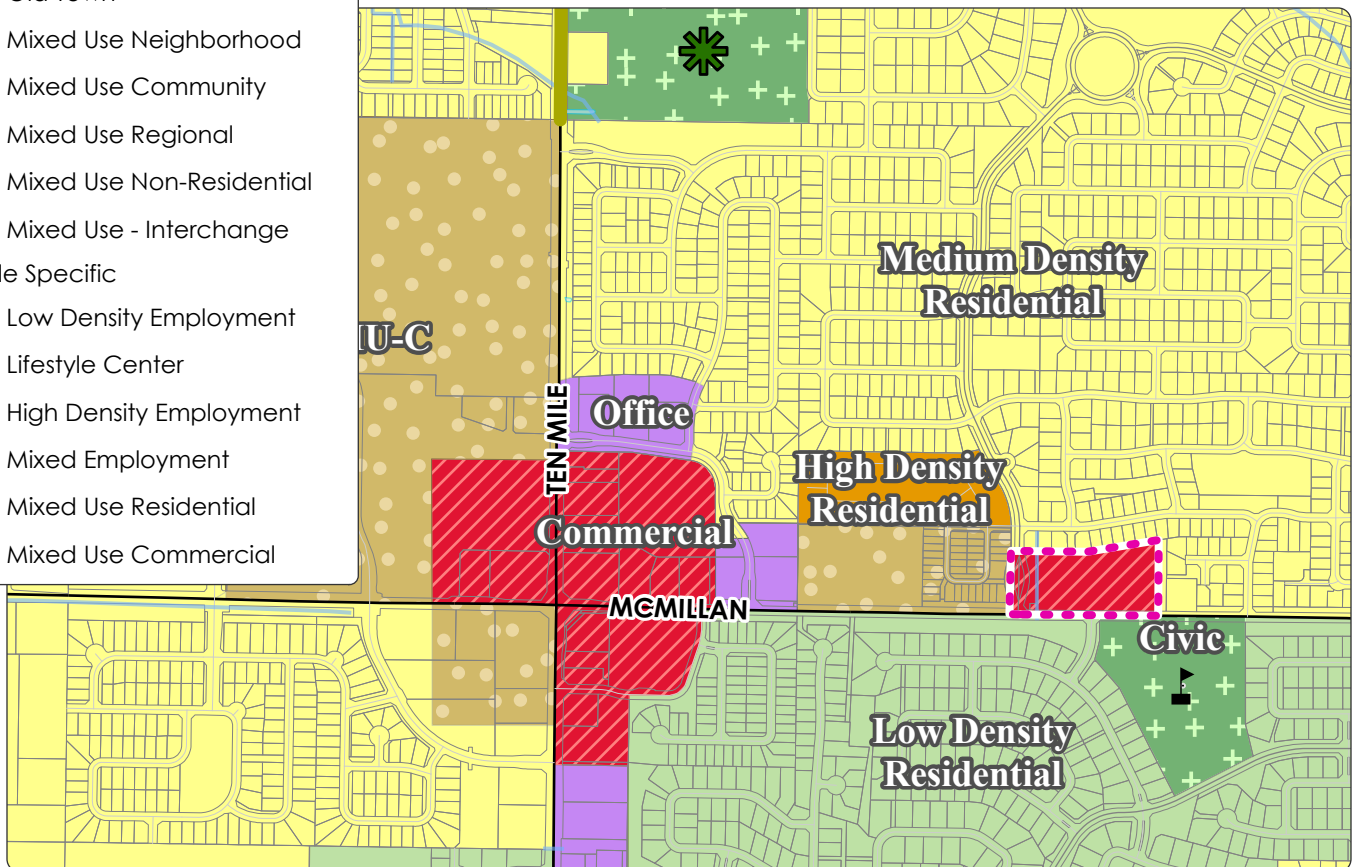 Mixed Use Neighborhood
Mixed Use Community
Mixed Use Regional
Mixed Use Non-Residential
Mixed Use - Interchange
Specific
Low Density Employment
Lifestyle Center
High Density Employment
Mixed Employment
Mixed Use Residential
Mixed Use Commercial
Medium Density
Residential
U-C
TEN MILE
Office
High Density
Residential
Commercial
MCMILLAN
Civic
Low Density
Residential